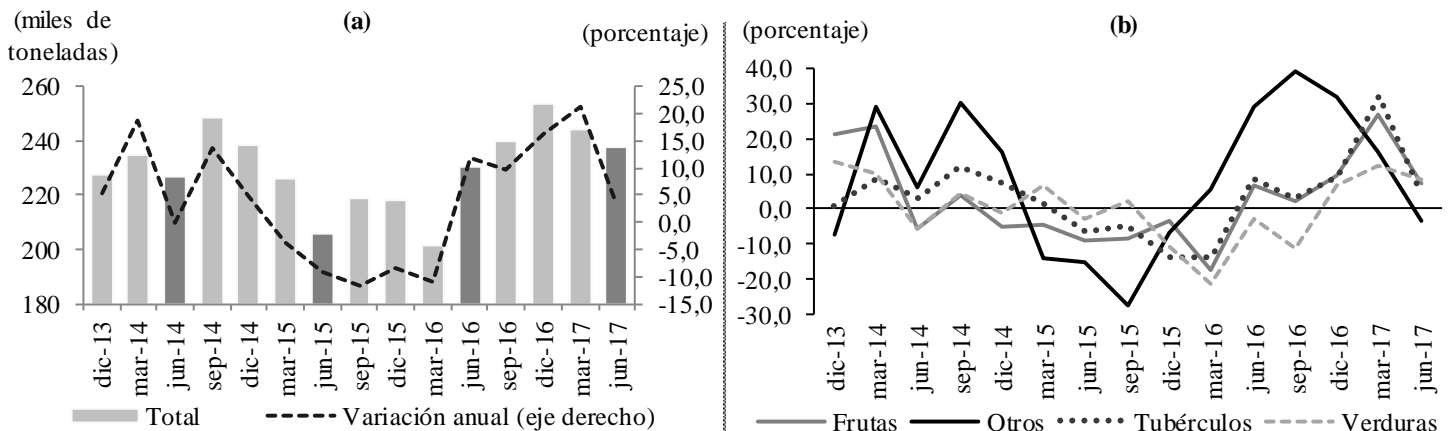 (miles de
toneladas)
(a)
(porcentaje)
260
240
220
200
180
25,0
20,0
15,0
10,0
5,0
0,0
-5,0
-10,0
-15,0
dic-13
mar-14
jun-14
sep-14
dic-14
mar-15
jun-15
sep-15
dic-15
mar-16
jun-16
sep-16
dic-16
mar-17
jun-17
Total
Variación anual (eje derecho)
(porcentaje)
(b)
40,0
30,0
20,0
10,0
0,0
-10,0
-20,0
-30,0
dic-13
mar-14
jun-14
sep-14
dic-14
mar-15
jun-15
sep-15
dic-15
mar-16
jun-16
sep-16
dic-16
mar-17
jun-17
Frutas
Otros
Tubérculos
Verduras